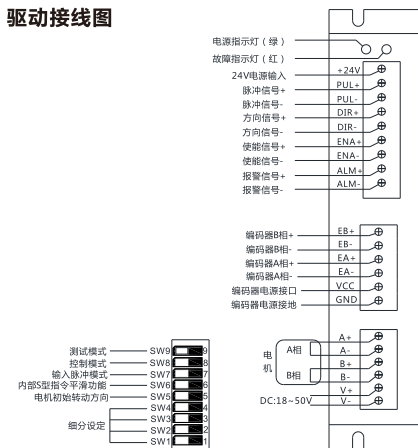 驱动接线图
电源指示灯（绿）
故障指示灯（红）
24V电源输入 +24V
脉冲信号+ PUL+
脉冲信号- PUL-
方向信号+ DIR+
方向信号- DIR-
使能信号+ ENA+
使能信号- ENA-
报警信号+ ALM+
报警信号- ALM-
编码器B相+ EB+
编码器B相- EB-
编码器A相+ EA+
编码器A相- EA-
编码器电源接口 VCC
编码器电源接地 GND
电机
A相
B相
A+
A-
B+
B-
V+
DC:18~50V V-
测试模式 SW9 9
控制模式 SW8 8
输入脉冲模式 SW7 7
内部S型指令平滑功能 SW6 6
电机初始转动方向 SW5 5
SW4 4
细分设定 SW3 3
SW2 2
SW1 1